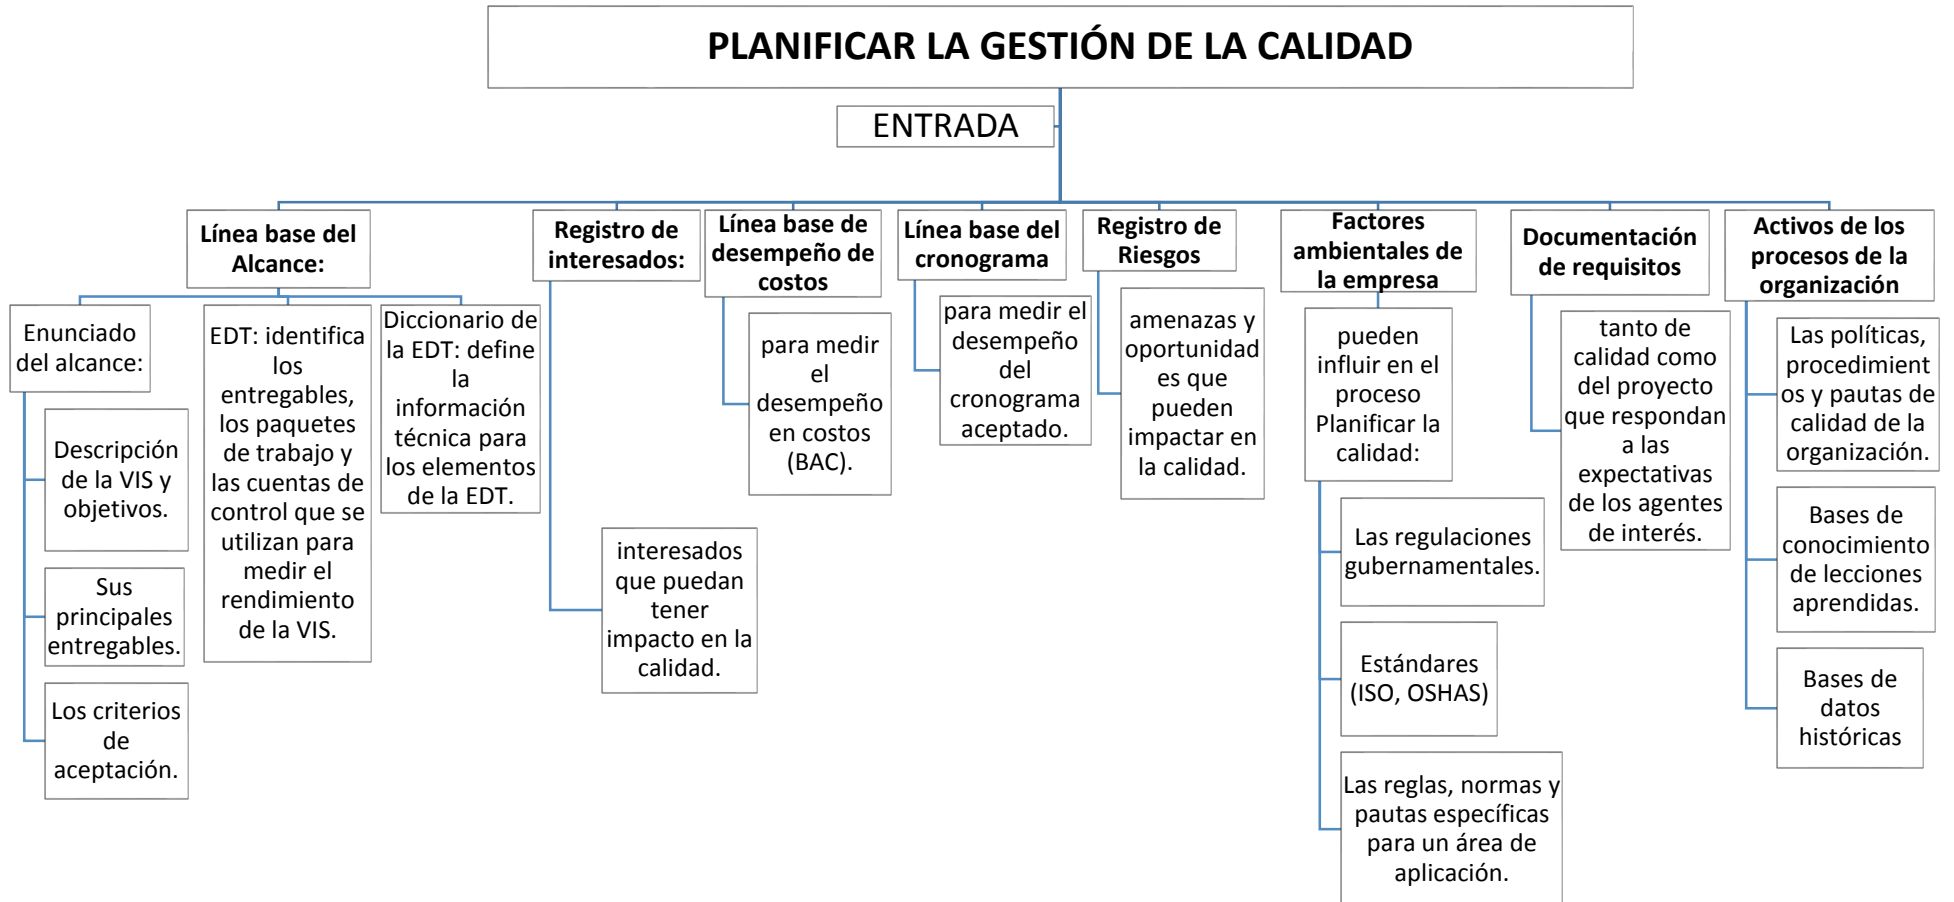 PLANIFICAR LA GESTIÓN DE LA CALIDAD
ENTRADA
Línea base del
Alcance:
Enunciado
del alcance:
Descripción
de la VIS y
objetivos.
Sus
principales
entregables.
Los criterios
de
aceptación.
EDT: identifica
los
entregables,
los paquetes
de trabajo y
las cuentas de
control que se
utilizan para
medir el
rendimiento
de la VIS.
Diccionario de
la EDT: define
la
información
técnica para
los elementos
de la EDT.
Registro de
interesados:
interesados
que puedan
tener
impacto en la
calidad.
Línea base de
desempeño de
costos
para medir
el
desempeño
en costos
(BAC).
Línea base del
cronograma
para medir el
desempeño
del
cronograma
aceptado.
Registro de
Riesgos
amenazas y
oportunidad
es que
pueden
impactar en
la calidad.
Factores
ambientales de
la empresa
pueden
influir en el
proceso
Planificar la
calidad:
Las regulaciones
gubernamentales.
Estándares
(ISO, OSHAS)
Las reglas, normas y
pautas específicas
para un área de
aplicación.
Documentación
de requisitos
tanto de
calidad como
del proyecto
que respondan
a las
expectativas
de los agentes
de interés.
Activos de los
procesos de la
organización
Las políticas,
procedimient
os y pautas de
calidad de la
organización.
Bases de
conocimiento
de lecciones
aprendidas.
Bases de
datos
históricas